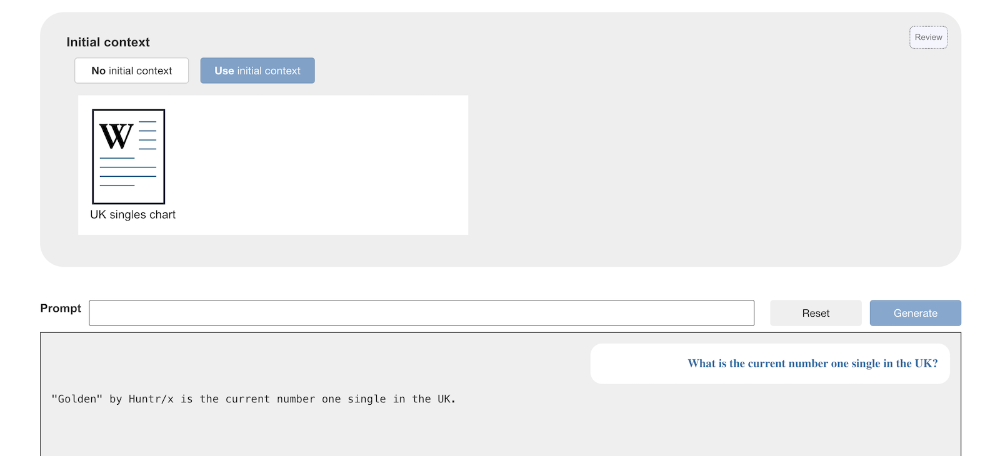 Initial context
Review
No initial context
Use initial context
W
UK singles chart
Prompt
Reset
Generate
What is the current number one single in the UK?
"Golden" by Huntr/x is the current number one single in the UK.